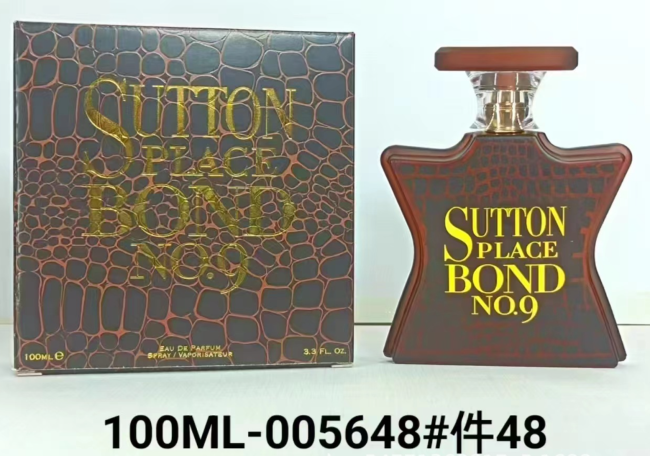 SUTTON
PLACE
BOND
NO.9
100ML ℮
EAU DE PARFUM
SPRAY / VAPORISATEUR
3.3 FL. OZ.
SUTTON
PLACE
BOND
NO.9
100ML-005648#件48